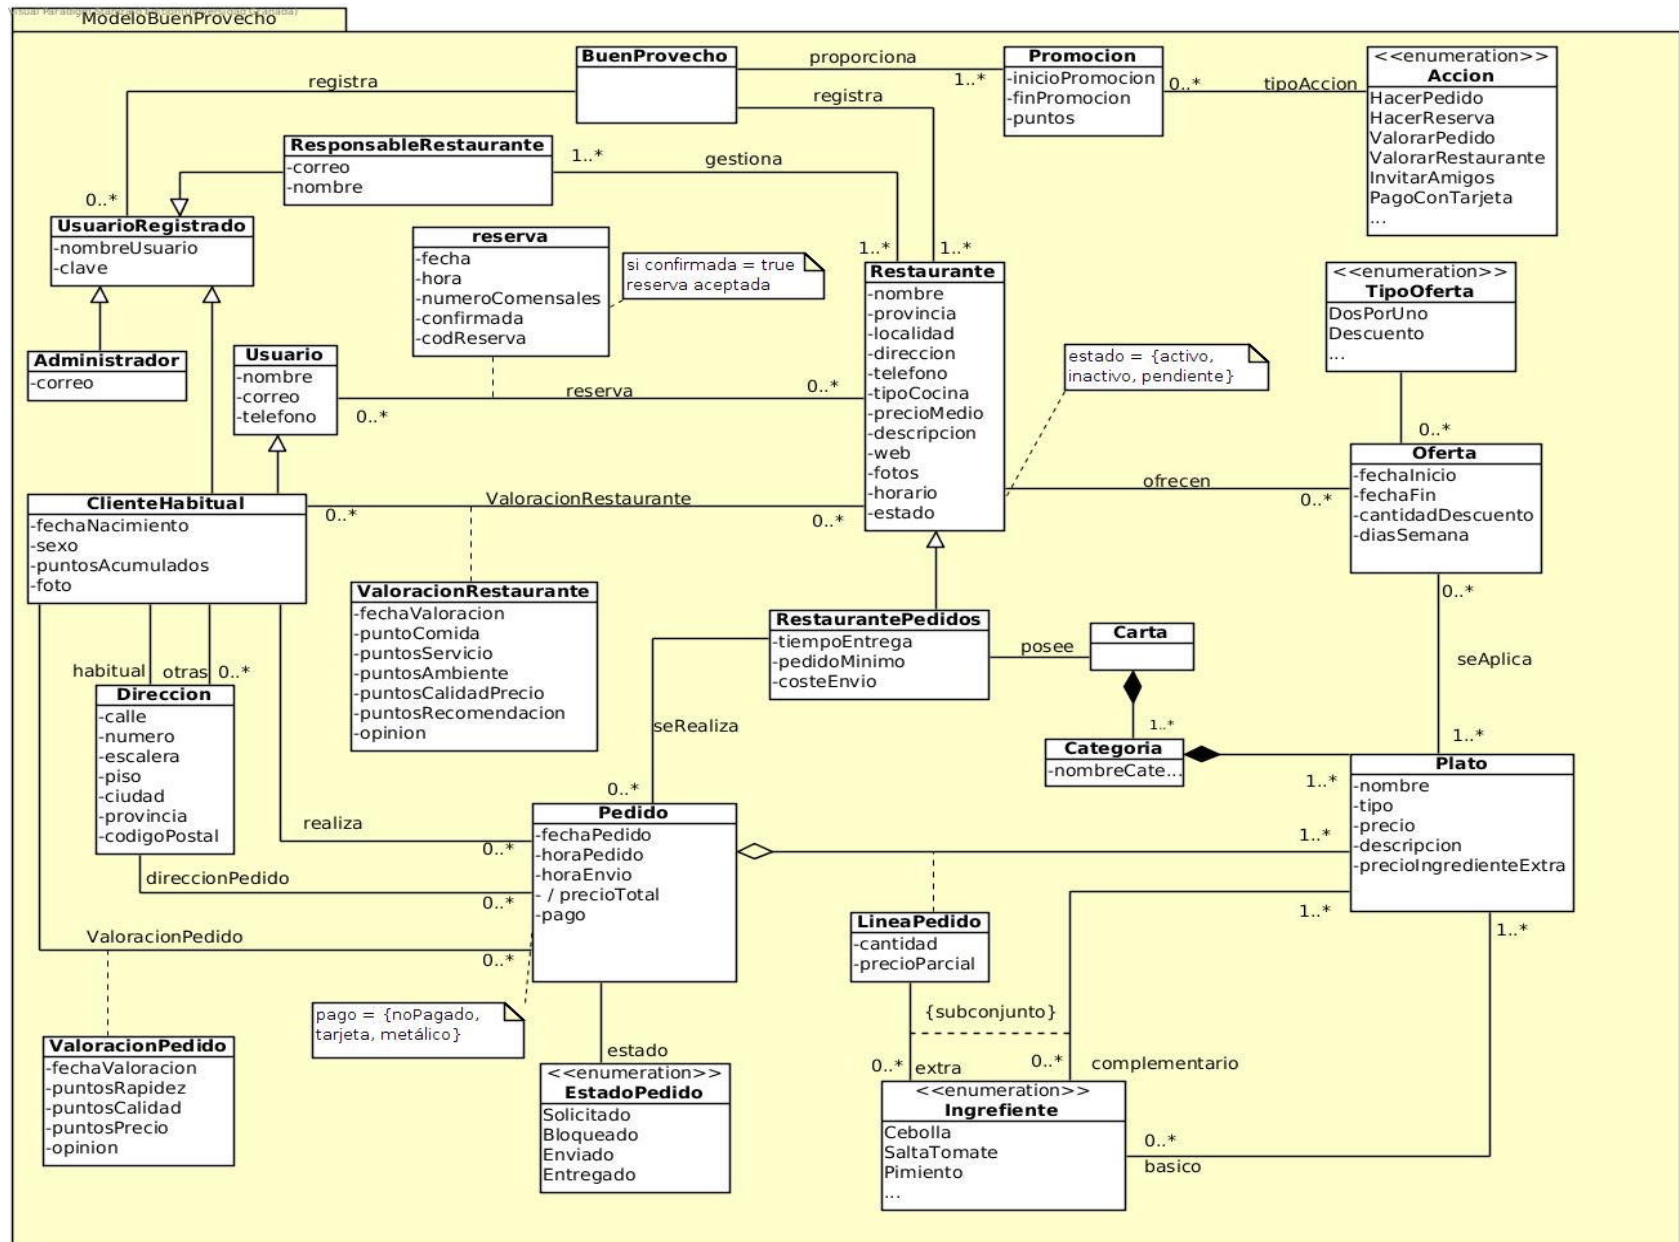 ModeloBuenProvecho
BuenProvecho
proporciona
1..*
registra
registra
Promocion
-inicioPromocion
-finPromocion
-puntos
0..*
tipoAccion
<<enumeration>>
Accion
HacerPedido
HacerReserva
ValorarPedido
ValorarRestaurante
InvitarAmigos
PagoConTarjeta
...
ResponsableRestaurante
-correo
-nombre
1..*
gestiona
0..*
1..*
1..*
UsuarioRegistrado
-nombreUsuario
-clave
reserva
-fecha
-hora
-numeroComensales
-confirmada
-codReserva
si confirmada = true
reserva aceptada
Restaurante
-nombre
-provincia
-localidad
-direccion
-telefono
-tipoCocina
-precioMedio
-descripcion
-web
-fotos
-horario
-estado
<<enumeration>>
TipoOferta
DosPorUno
Descuento
...
estado = {activo,
inactivo, pendiente}
Administrador
-correo
Usuario
-nombre
-correo
-telefono
0..*
reserva
0..*
0..*
Oferta
-fechaInicio
-fechaFin
-cantidadDescuento
-diasSemana
ofrecen
0..*
ClienteHabitual
-fechaNacimiento
-sexo
-puntosAcumulados
-foto
ValoracionRestaurante
0..*
0..*
ValoracionRestaurante
-fechaValoracion
-puntoComida
-puntosServicio
-puntosAmbiente
-puntosCalidadPrecio
-puntosRecomendacion
-opinion
RestaurantePedidos
-tiempoEntrega
-pedidoMinimo
-costeEnvio
posee
Carta
0..*
seAplica
1..*
habitual
otras
0..*
Direccion
-calle
-numero
-escalera
-piso
-ciudad
-provincia
-codigoPostal
seRealiza
0..*
1..*
Categoria
-nombreCate...
1..*
Plato
-nombre
-tipo
-precio
-descripcion
-precioIngredienteExtra
Pedido
-fechaPedido
-horaPedido
-horaEnvio
- / precioTotal
-pago
realiza
0..*
1..*
direccionPedido
0..*
ValoracionPedido
0..*
LineaPedido
-cantidad
-precioParcial
1..*
1..*
pago = {noPagado,
tarjeta, metálico}
{subconjunto}
ValoracionPedido
-fechaValoracion
-puntosRapidez
-puntosCalidad
-puntosPrecio
-opinion
estado
<<enumeration>>
EstadoPedido
Solicitado
Bloqueado
Enviado
Entregado
0..*
extra
0..*
complementario
<<enumeration>>
Ingrefiente
Cebolla
SaltaTomate
Pimiento
...
0..*
basico